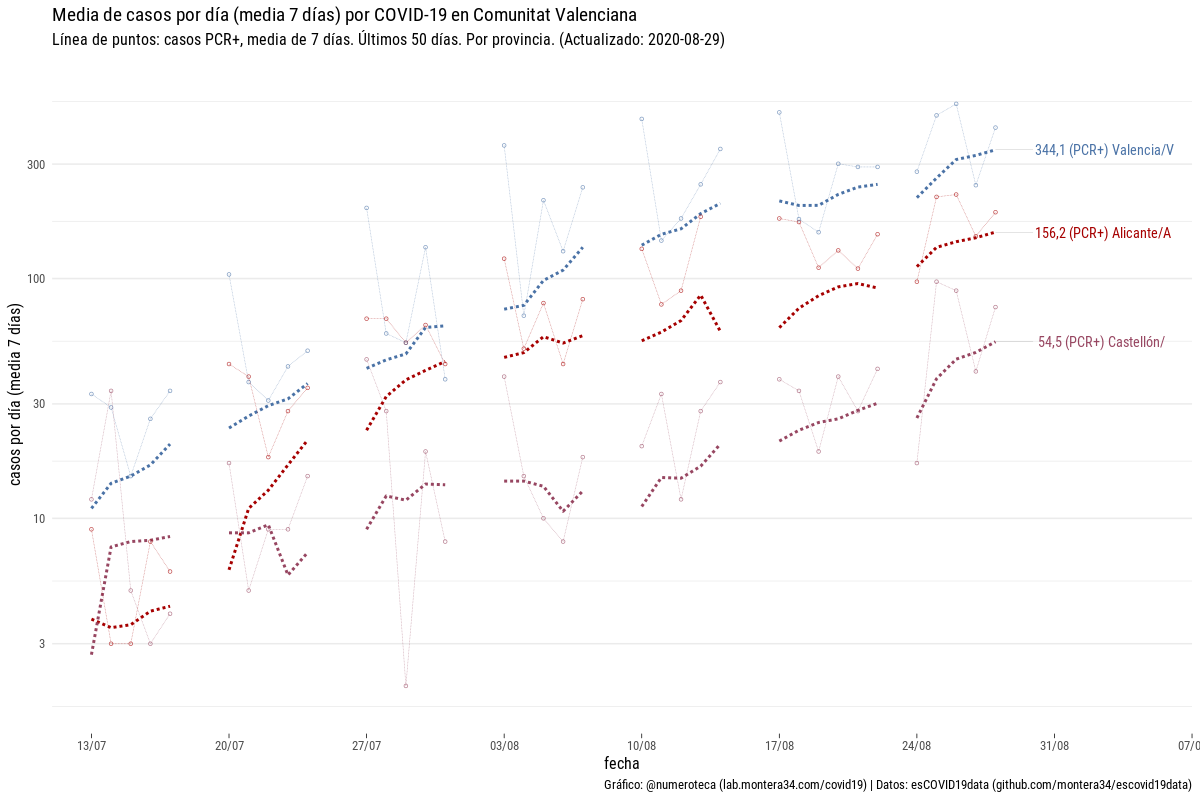 Media de casos por día (media 7 días) por COVID-19 en Comunitat Valenciana
Línea de puntos: casos PCR+, media de 7 días. Últimos 50 días. Por provincia. (Actualizado: 2020-08-29)
casos por día (media 7 días)
300
100
30
10
3
344,1 (PCR+) Valencia/V
156,2 (PCR+) Alicante/A
54,5 (PCR+) Castellón/
13/07
20/07
27/07
03/08
10/08
17/08
24/08
31/08
07/0
fecha
Gráfico: @numeroteca (lab.montera34.com/covid19) | Datos: esCOVID19data (github.com/montera34/escovid19data)